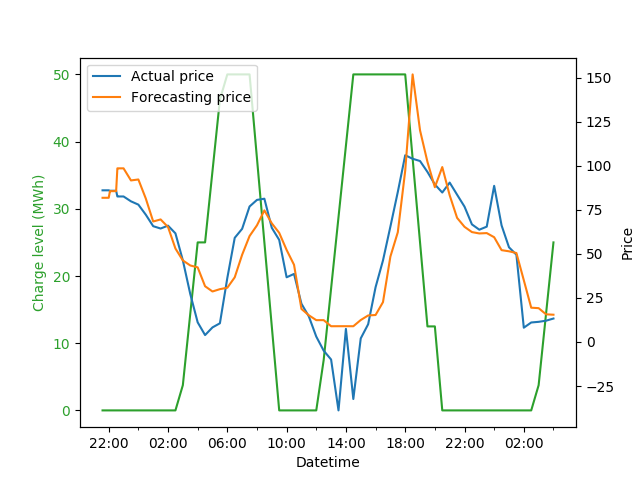 Actual price
Forecasting price
50
40
30
20
10
0
Charge level (MWh)
150
125
100
75
50
25
0
−25
Price
22:00 02:00 06:00 10:00 14:00 18:00 22:00 02:00
Datetime